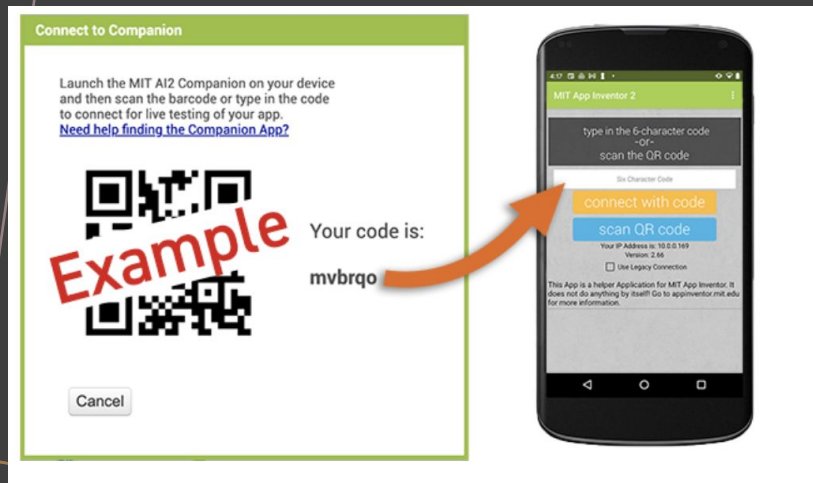 Connect to Companion
Launch the MIT AI2 Companion on your device
and then scan the barcode or type in the code
to connect for live testing of your app.
Need help finding the Companion App?
Example
Your code is:
mvbrqo
Cancel
4:17
MIT App Inventor 2
type in the 6-character code
-or-
scan the QR code
Six Character Code
connect with code
scan QR code
Your IP Address is: 10.0.0.169
Version: 2.66
Use Legacy Connection
This App is a helper Application for MIT App Inventor. It
does not do anything by itself! Go to appinventor.mit.edu
for more information.